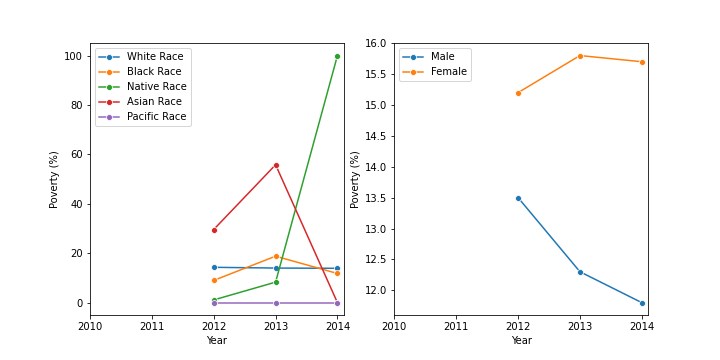 White Race
Black Race
Native Race
Asian Race
Pacific Race
100
80
60
40
20
0
Poverty (%)
2010 2011 2012 2013 2014
Year
Male
Female
16.0
15.5
15.0
14.5
14.0
13.5
13.0
12.5
12.0
Poverty (%)
2010 2011 2012 2013 2014
Year